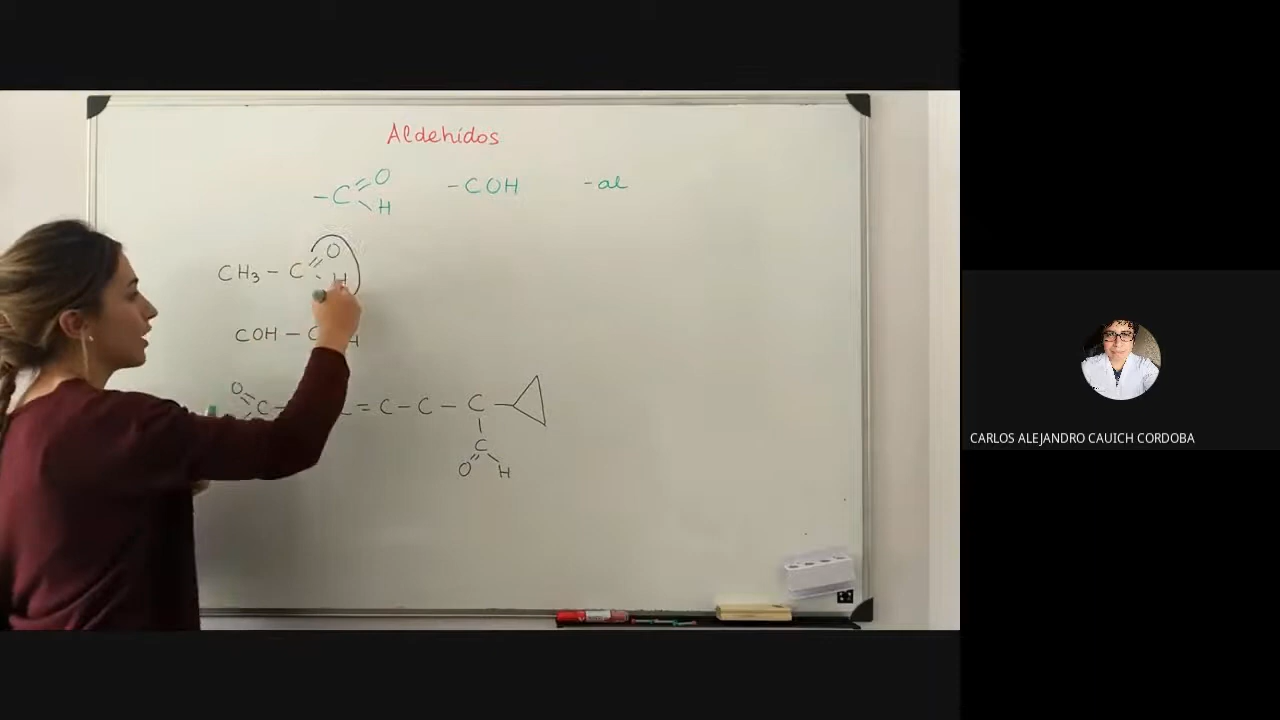 Aldehídos
-C=O H -COH -al
CH₃-C=O H
COH-C
O=C =C-C-C
C
O H
CARLOS ALEJANDRO CAUICH CORDOBA